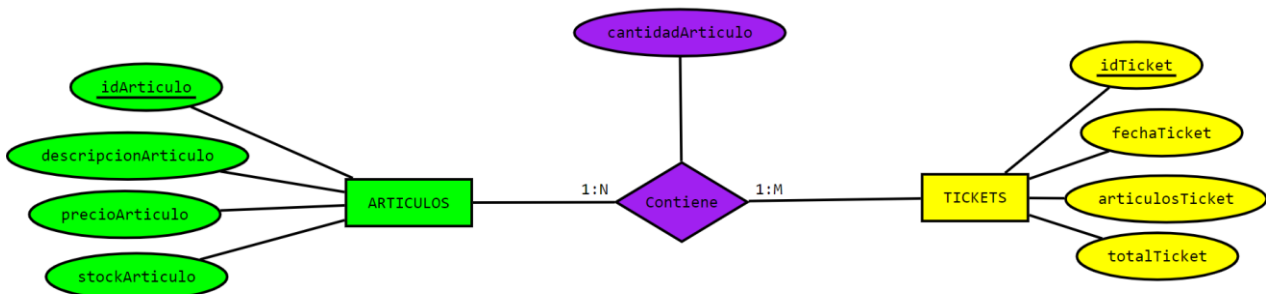 cantidadArticulo
idArticulo
descripcionArticulo
precioArticulo
stockArticulo
ARTICULOS
1:N
Contiene
1:M
TICKETS
idTicket
fechaTicket
articulosTicket
totalTicket